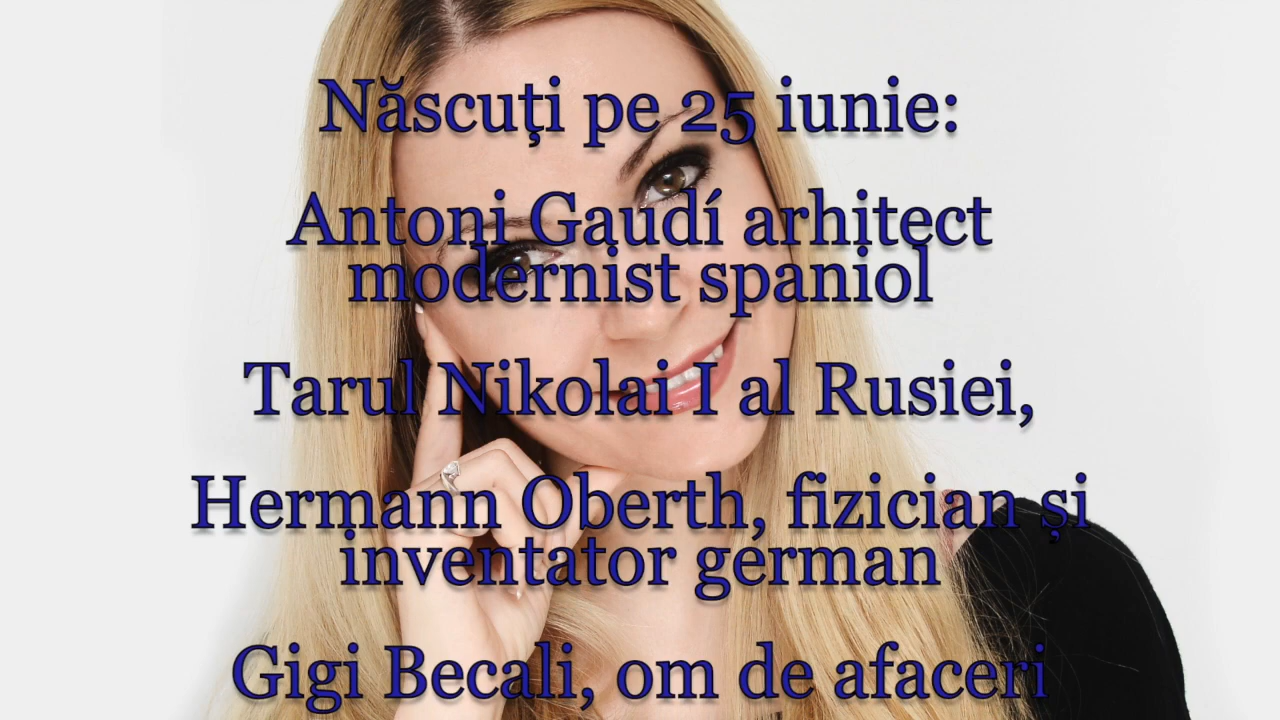 Născuți pe 25 iunie:
Antoni Gaudí arhitect
modernist spaniol
Tarul Nikolai I al Rusiei,
Hermann Oberth, fizician și
inventator german
Gigi Becali, om de afaceri